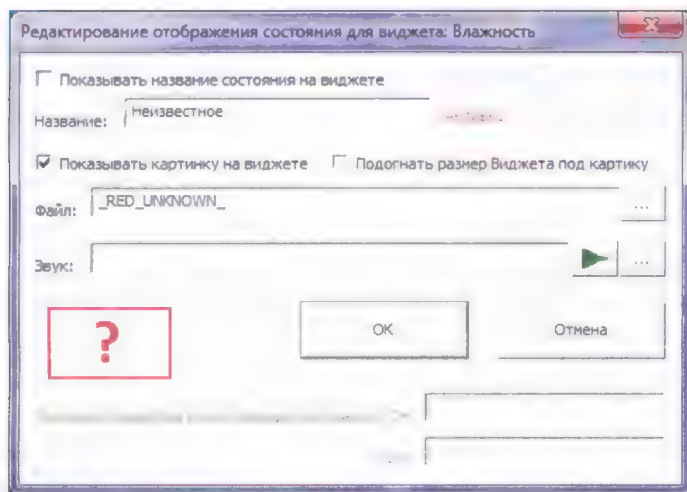 Редактирование отображения состояния для виджета: Влажность
Показывать название состояния на виджете
Название: Неизвестное
Показывать картинку на виджете Подогнать размер Виджета под картику
Файл: _RED_UNKNOWN_ ...
Звук: ...
? OK Отмена